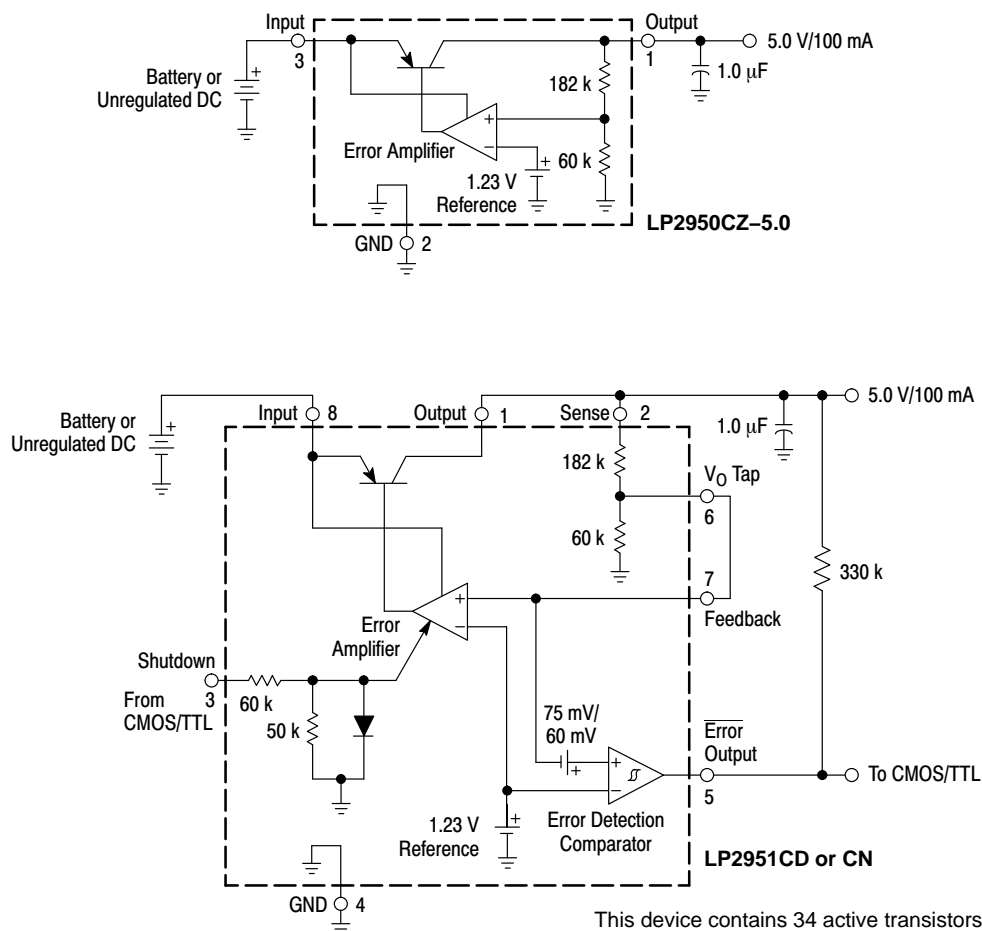 Input
3
Output
1
5.0 V/100 mA
1.0 μF
Battery or
Unregulated DC
182 k
Error Amplifier
+
−
60 k
1.23 V
Reference
+
+
LP2950CZ–5.0
GND
2
Battery or
Unregulated DC
+
Input
8
Output
1
Sense
2
5.0 V/100 mA
1.0 μF
182 k
VO Tap
6
60 k
330 k
7
Feedback
Error
Amplifier
+
−
Shutdown
3
From
CMOS/TTL
60 k
50 k
75 mV/
60 mV
+
+
−
Error
Output
5
To CMOS/TTL
1.23 V
Reference
+
Error Detection
Comparator
LP2951CD or CN
GND
4
This device contains 34 active transistors